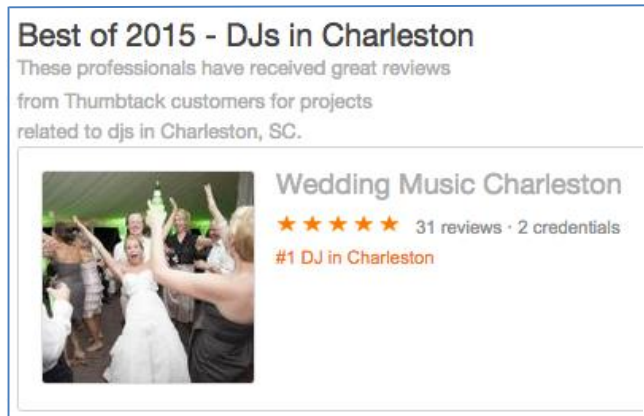 Best of 2015 - DJs in Charleston
These professionals have received great reviews
from Thumbtack customers for projects
related to djs in Charleston, SC.
Wedding Music Charleston
★★★★★ 31 reviews · 2 credentials
#1 DJ in Charleston